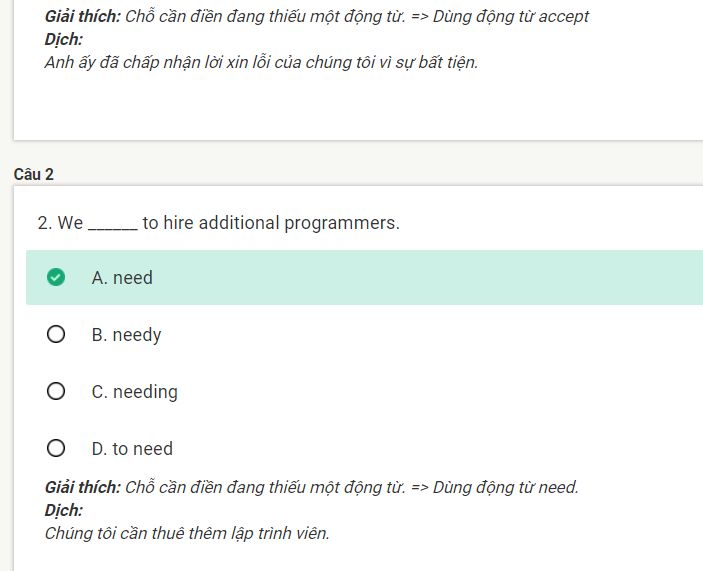 Giải thích: Chỗ cần điền đang thiếu một động từ. => Dùng động từ accept
Dịch:
Anh ấy đã chấp nhận lời xin lỗi của chúng tôi vì sự bất tiện.
Câu 2
2. We ______ to hire additional programmers.
A. need
B. needy
C. needing
D. to need
Giải thích: Chỗ cần điền đang thiếu một động từ. => Dùng động từ need.
Dịch:
Chúng tôi cần thuê thêm lập trình viên.